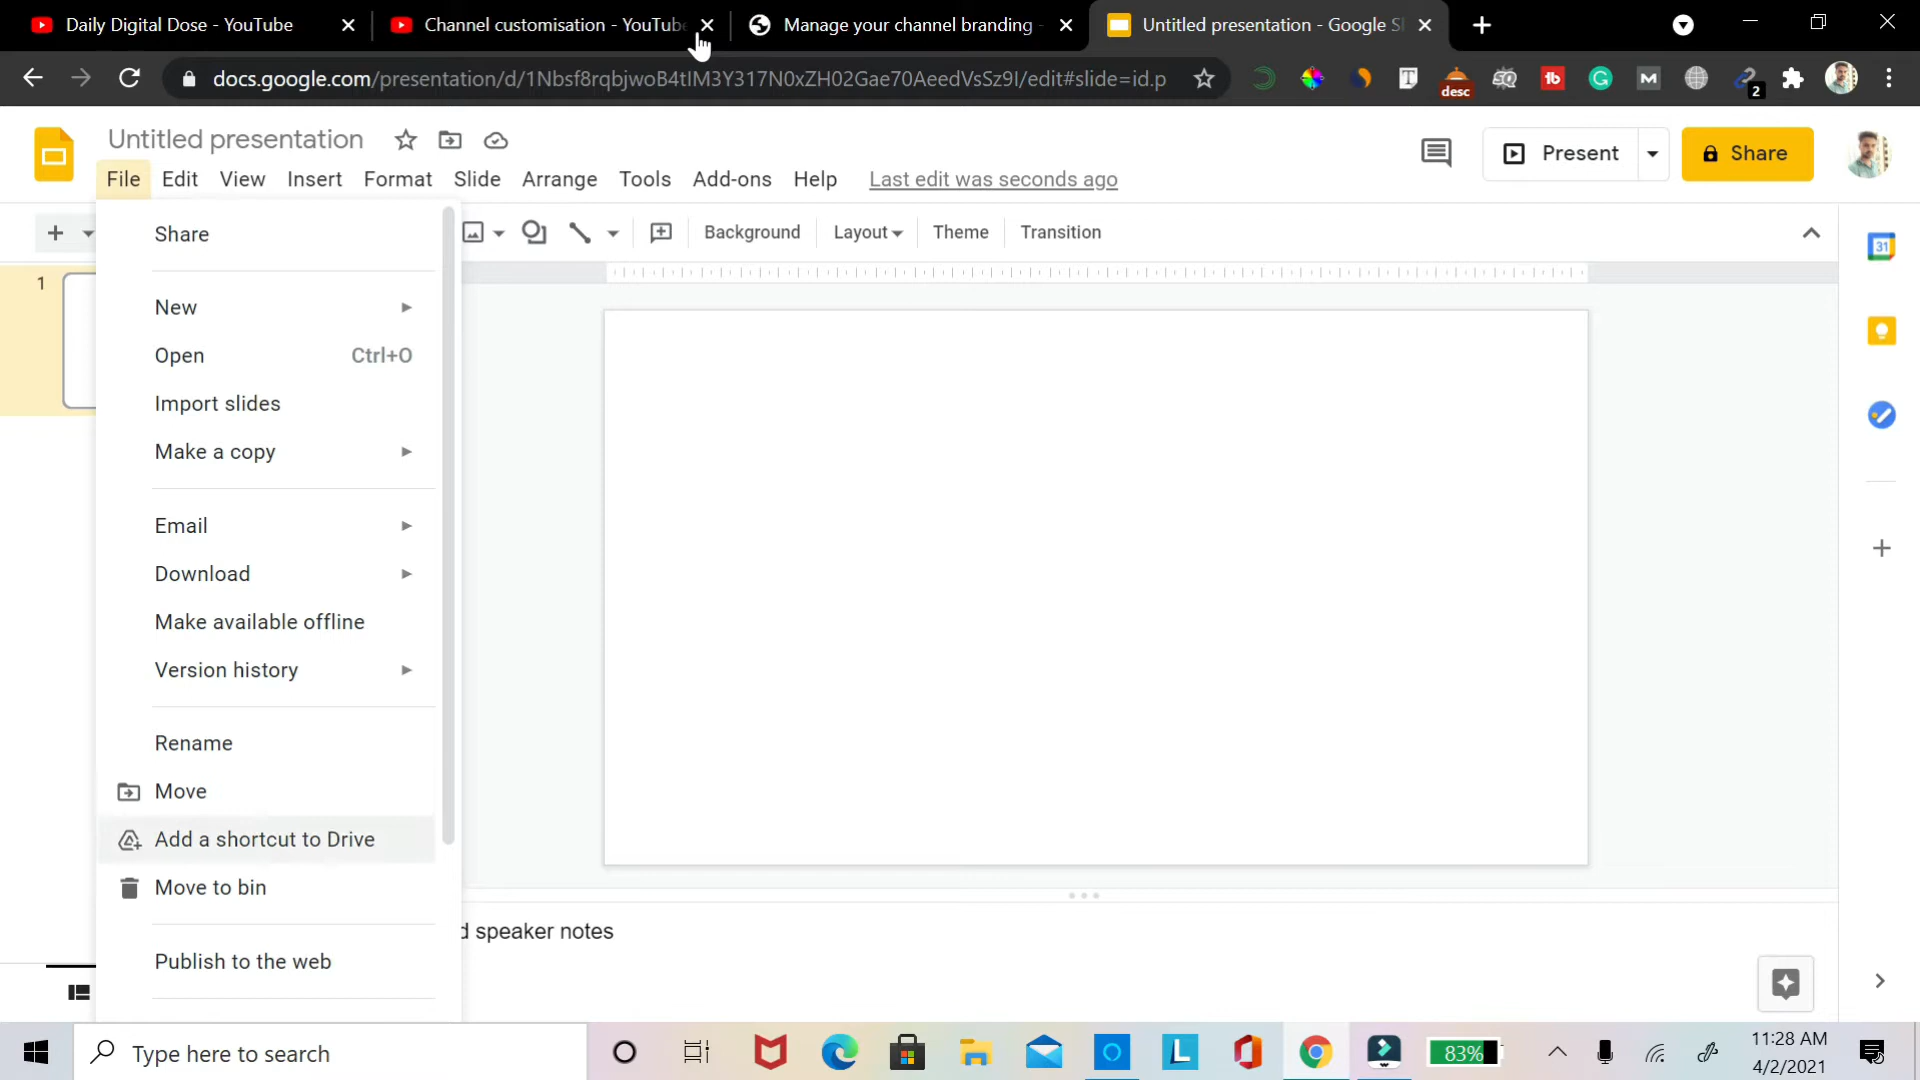 Daily Digital Dose - YouTube
Channel customisation - YouTube
Manage your channel branding -
Untitled presentation - Google Sl
docs.google.com/presentation/d/1Nbsf8rqbjwoB4tIM3Y317N0xZH02Gae70AeedVsSz9I/edit#slide=id.p
desc
2
Untitled presentation
Present
Share
File Edit View Insert Format Slide Arrange Tools Add-ons Help Last edit was seconds ago
Background Layout Theme Transition
31
1
Share
New
Open Ctrl+O
Import slides
Make a copy
Email
Download
Make available offline
Version history
Rename
Move
Add a shortcut to Drive
Move to bin
Publish to the web
d speaker notes
Type here to search
83%
11:28 AM
4/2/2021